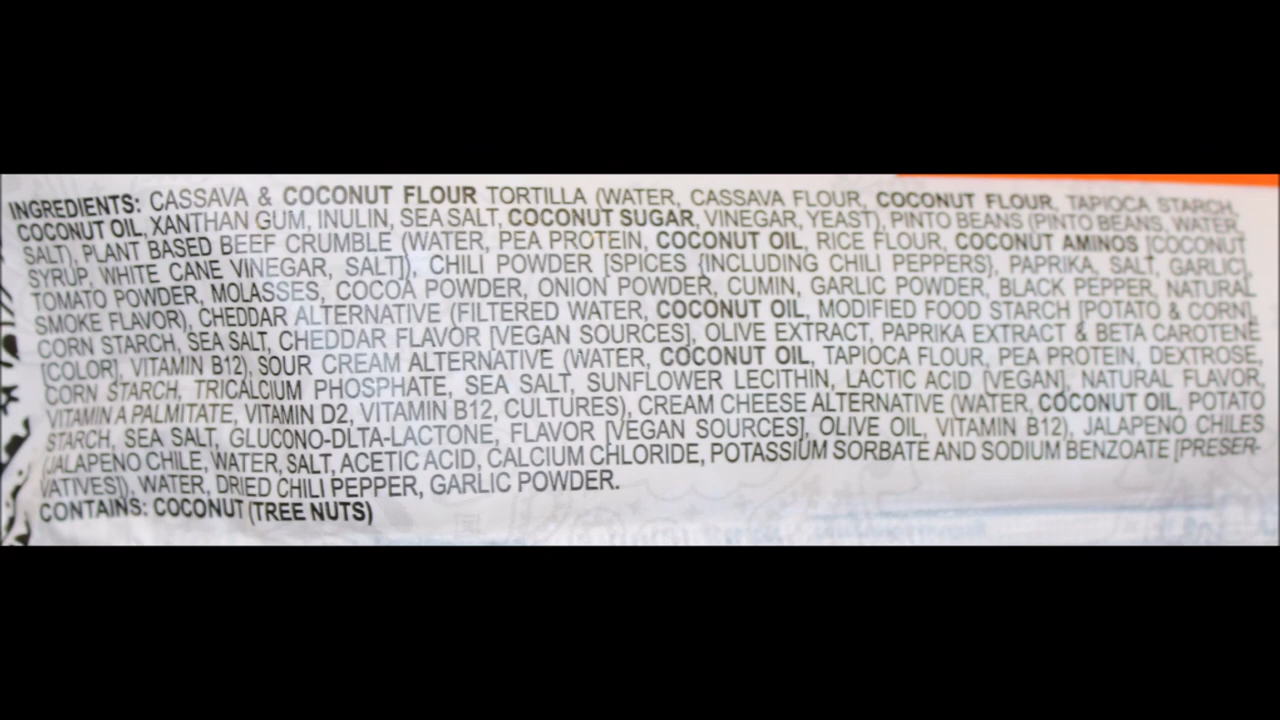 INGREDIENTS: CASSAVA & COCONUT FLOUR TORTILLA (WATER, CASSAVA FLOUR, COCONUT FLOUR, TAPIOCA STARCH,
COCONUT OIL, XANTHAN GUM, INULIN, SEA SALT, COCONUT SUGAR, VINEGAR, YEAST), PINTO BEANS (PINTO BEANS, WATER,
SALT), PLANT BASED BEEF CRUMBLE (WATER, PEA PROTEIN, COCONUT OIL, RICE FLOUR, COCONUT AMINOS [COCONUT
SYRUP, WHITE CANE VINEGAR, SALT]), CHILI POWDER [SPICES {INCLUDING CHILI PEPPERS}, PAPRIKA, SALT, GARLIC],
TOMATO POWDER, MOLASSES, COCOA POWDER, ONION POWDER, CUMIN, GARLIC POWDER, BLACK PEPPER, NATURAL
SMOKE FLAVOR), CHEDDAR ALTERNATIVE (FILTERED WATER, COCONUT OIL, MODIFIED FOOD STARCH [POTATO & CORN],
CORN STARCH, SEA SALT, CHEDDAR FLAVOR [VEGAN SOURCES], OLIVE EXTRACT, PAPRIKA EXTRACT & BETA CAROTENE
[COLOR], VITAMIN B12), SOUR CREAM ALTERNATIVE (WATER, COCONUT OIL, TAPIOCA FLOUR, PEA PROTEIN, DEXTROSE,
CORN STARCH, TRICALCIUM PHOSPHATE, SEA SALT, SUNFLOWER LECITHIN, LACTIC ACID [VEGAN], NATURAL FLAVOR,
VITAMIN A PALMITATE, VITAMIN D2, VITAMIN B12, CULTURES), CREAM CHEESE ALTERNATIVE (WATER, COCONUT OIL, POTATO
STARCH, SEA SALT, GLUCONO-DLTA-LACTONE, FLAVOR [VEGAN SOURCES], OLIVE OIL, VITAMIN B12), JALAPENO CHILES
(JALAPENO CHILE, WATER, SALT, ACETIC ACID, CALCIUM CHLORIDE, POTASSIUM SORBATE AND SODIUM BENZOATE [PRESER-
VATIVES]), WATER, DRIED CHILI PEPPER, GARLIC POWDER.
CONTAINS: COCONUT (TREE NUTS)